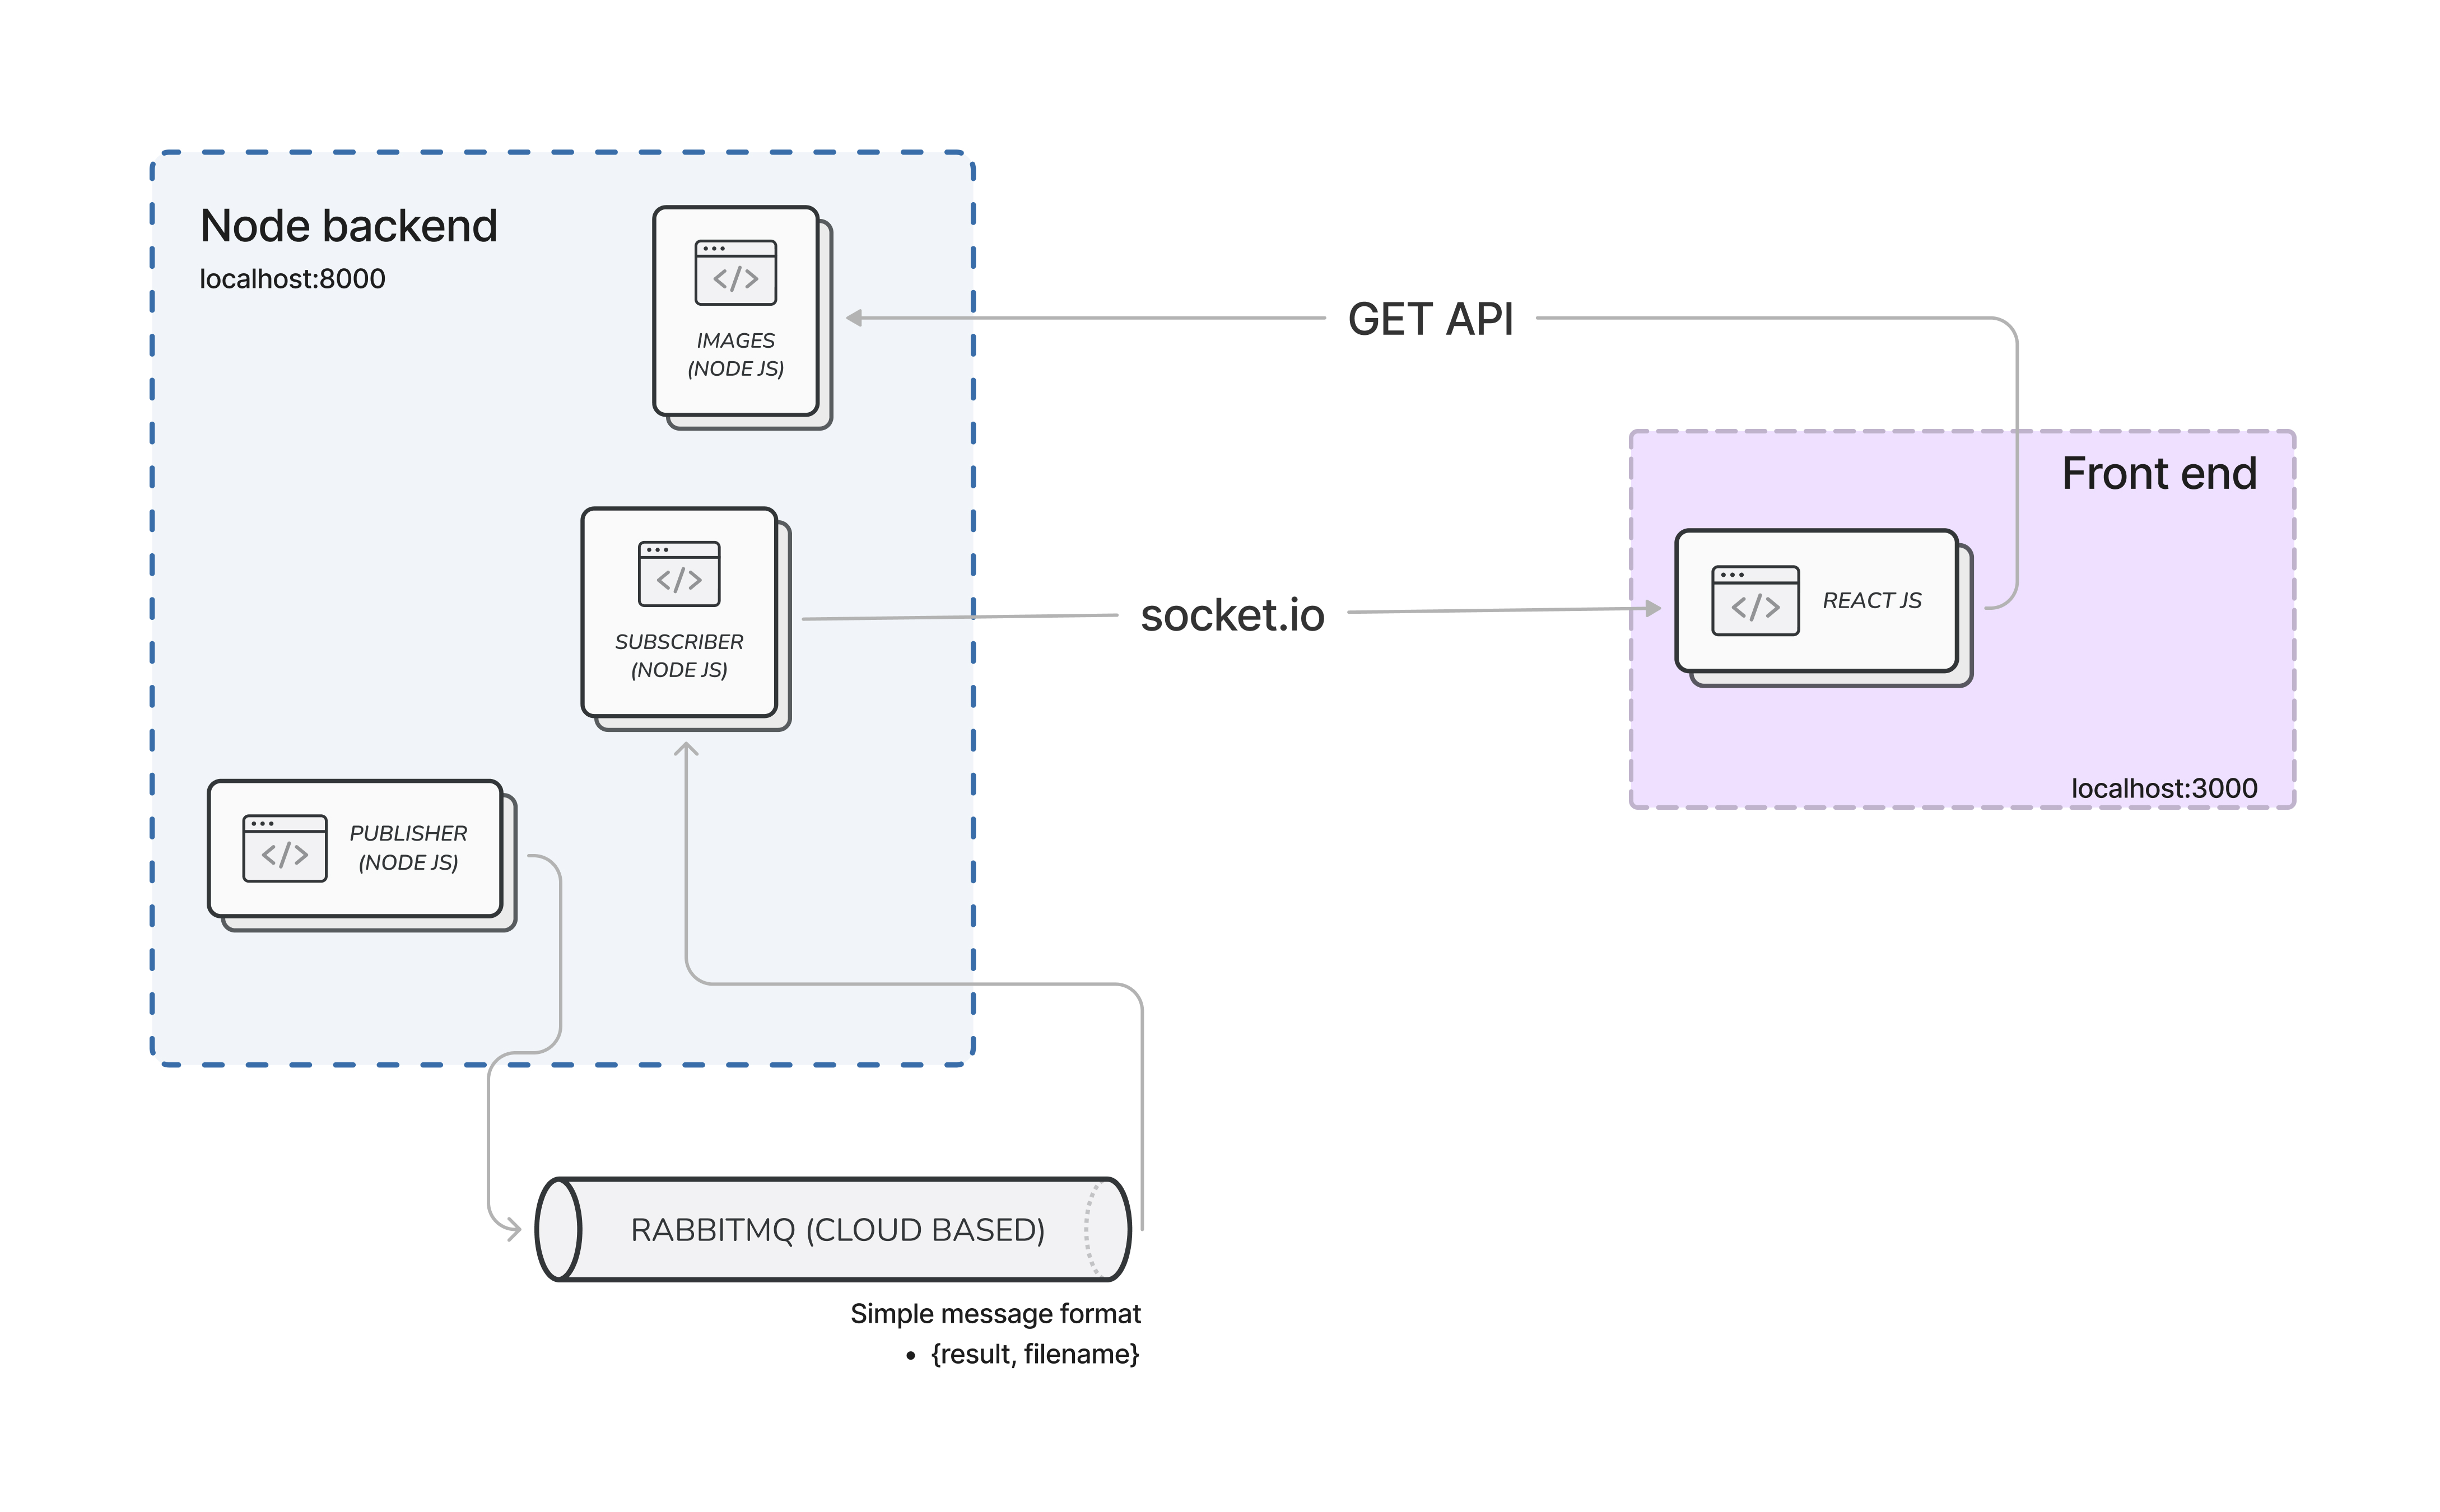 Node backend
localhost:8000
</>
IMAGES
(NODE JS)
GET API
Front end
</>
SUBSCRIBER
(NODE JS)
socket.io
</>
REACT JS
localhost:3000
</>
PUBLISHER
(NODE JS)
RABBITMQ (CLOUD BASED)
Simple message format
• {result, filename}